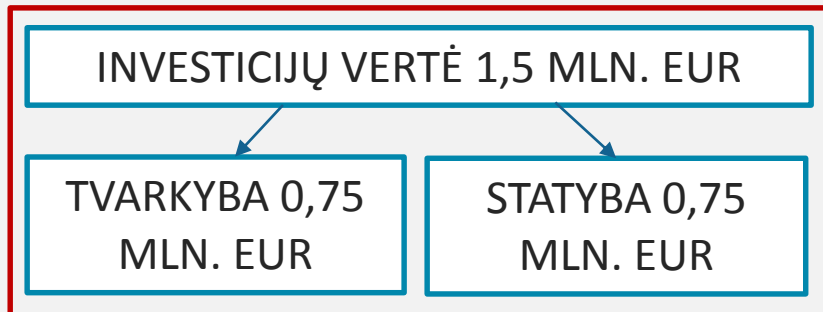 INVESTICIJŲ VERTĖ 1,5 MLN. EUR
TVARKYBA 0,75
MLN. EUR
STATYBA 0,75
MLN. EUR